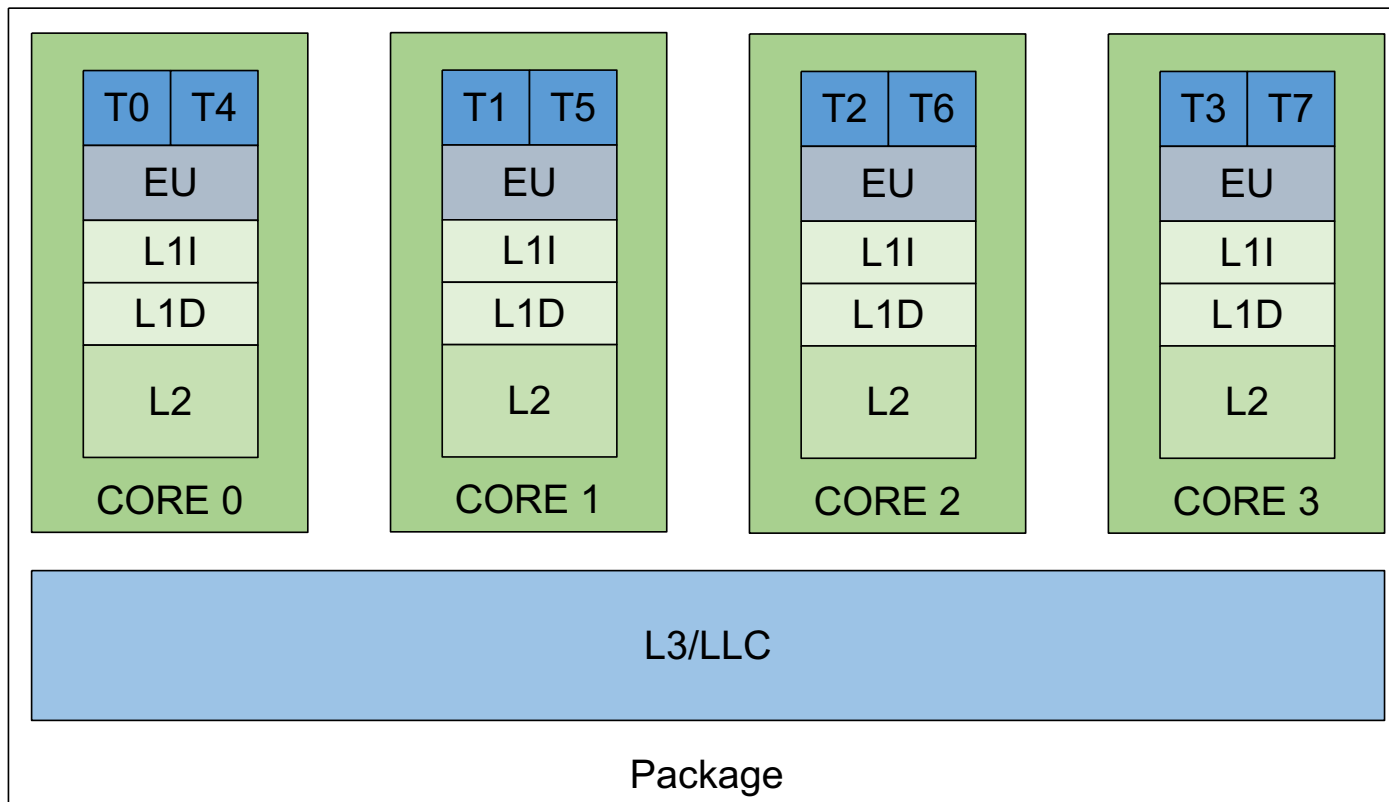 T0 T4
EU
L1I
L1D
L2
CORE 0
T1 T5
EU
L1I
L1D
L2
CORE 1
T2 T6
EU
L1I
L1D
L2
CORE 2
T3 T7
EU
L1I
L1D
L2
CORE 3
L3/LLC
Package